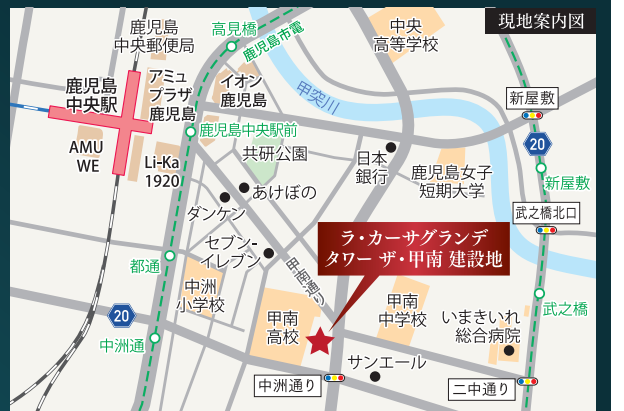 現地案内図
鹿児島
中央郵便局
高見橋
鹿児島市電
中央
高等学校
鹿児島
中央駅
アミュ
プラザ
鹿児島
イオン
鹿児島
甲突川
新屋敷
20
鹿児島中央駅前
AMU
WE
Li-Ka
1920
共研公園
日本
銀行
鹿児島女子
短期大学
新屋敷
あけぼの
ダンケン
武之橋北口
セブン-
イレブン
ラ・カーサグランデ
タワー ザ・甲南 建設地
都通
甲南通り
中洲
小学校
甲南
中学校
武之橋
20
甲南
高校
いまきいれ
総合病院
中洲通
サンエール
中洲通り
二中通り